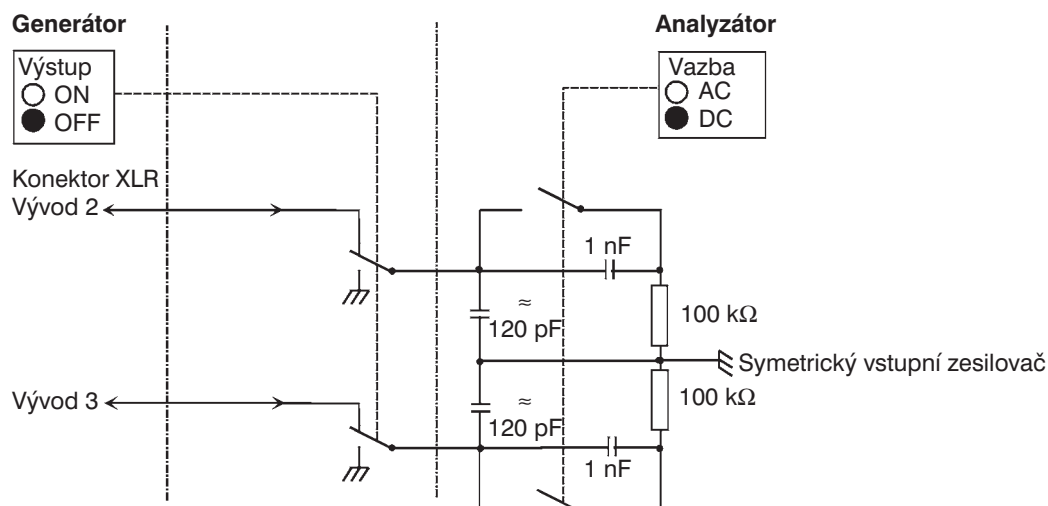 Generátor
Analyzátor
Výstup
ON
OFF
Vazba
AC
DC
Konektor XLR
Vývod 2
1 nF
≈
120 pF
100 kΩ
Symetrický vstupní zesilovač
Vývod 3
≈
120 pF
100 kΩ
1 nF